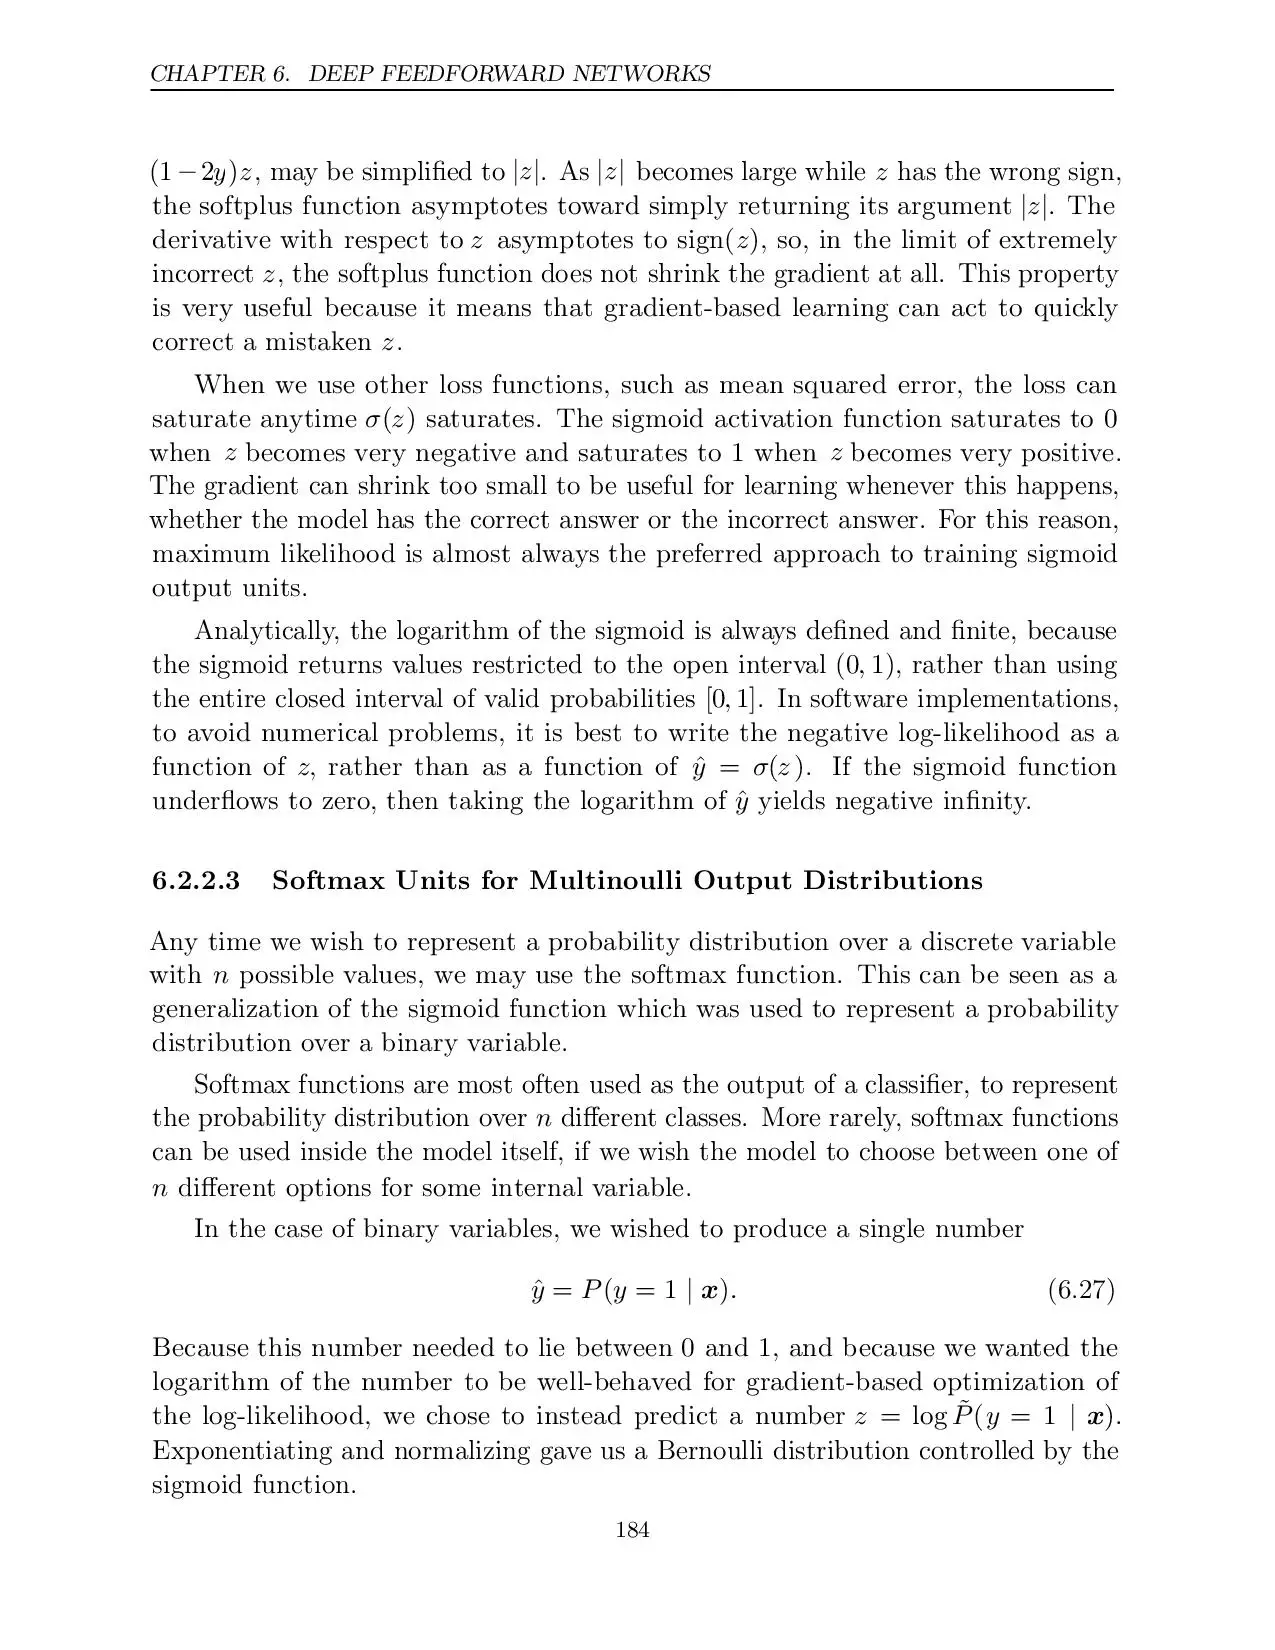 CHAPTER 6. DEEP FEEDFORWARD NETWORKS
(1 − 2y)z, may be simplified to |z|. As |z| becomes large while z has the wrong sign,
the softplus function asymptotes toward simply returning its argument |z|. The
derivative with respect to z asymptotes to sign(z), so, in the limit of extremely
incorrect z, the softplus function does not shrink the gradient at all. This property
is very useful because it means that gradient-based learning can act to quickly
correct a mistaken z.
When we use other loss functions, such as mean squared error, the loss can
saturate anytime σ(z) saturates. The sigmoid activation function saturates to 0
when z becomes very negative and saturates to 1 when z becomes very positive.
The gradient can shrink too small to be useful for learning whenever this happens,
whether the model has the correct answer or the incorrect answer. For this reason,
maximum likelihood is almost always the preferred approach to training sigmoid
output units.
Analytically, the logarithm of the sigmoid is always defined and finite, because
the sigmoid returns values restricted to the open interval (0, 1), rather than using
the entire closed interval of valid probabilities [0, 1]. In software implementations,
to avoid numerical problems, it is best to write the negative log-likelihood as a
function of z, rather than as a function of ŷ = σ(z). If the sigmoid function
underflows to zero, then taking the logarithm of ŷ yields negative infinity.
6.2.2.3 Softmax Units for Multinoulli Output Distributions
Any time we wish to represent a probability distribution over a discrete variable
with n possible values, we may use the softmax function. This can be seen as a
generalization of the sigmoid function which was used to represent a probability
distribution over a binary variable.
Softmax functions are most often used as the output of a classifier, to represent
the probability distribution over n different classes. More rarely, softmax functions
can be used inside the model itself, if we wish the model to choose between one of
n different options for some internal variable.
In the case of binary variables, we wished to produce a single number
ŷ = P(y = 1 | x). (6.27)
Because this number needed to lie between 0 and 1, and because we wanted the
logarithm of the number to be well-behaved for gradient-based optimization of
the log-likelihood, we chose to instead predict a number z = log P̃(y = 1 | x).
Exponentiating and normalizing gave us a Bernoulli distribution controlled by the
sigmoid function.
184